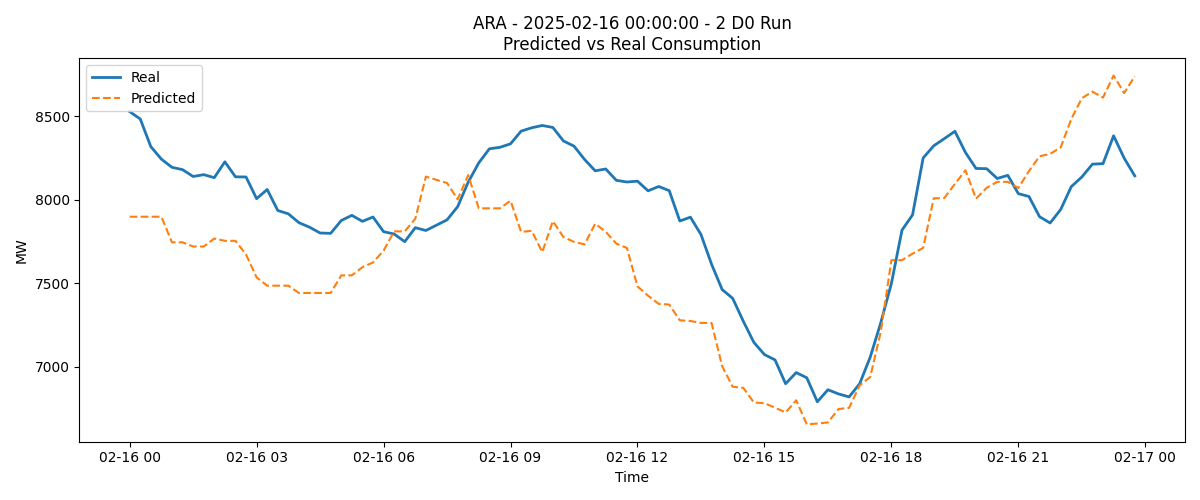 ARA - 2025-02-16 00:00:00 - 2 D0 Run
Predicted vs Real Consumption
Real
Predicted
MW
8500
8000
7500
7000
02-16 00
02-16 03
02-16 06
02-16 09
02-16 12
02-16 15
02-16 18
02-16 21
02-17 00
Time